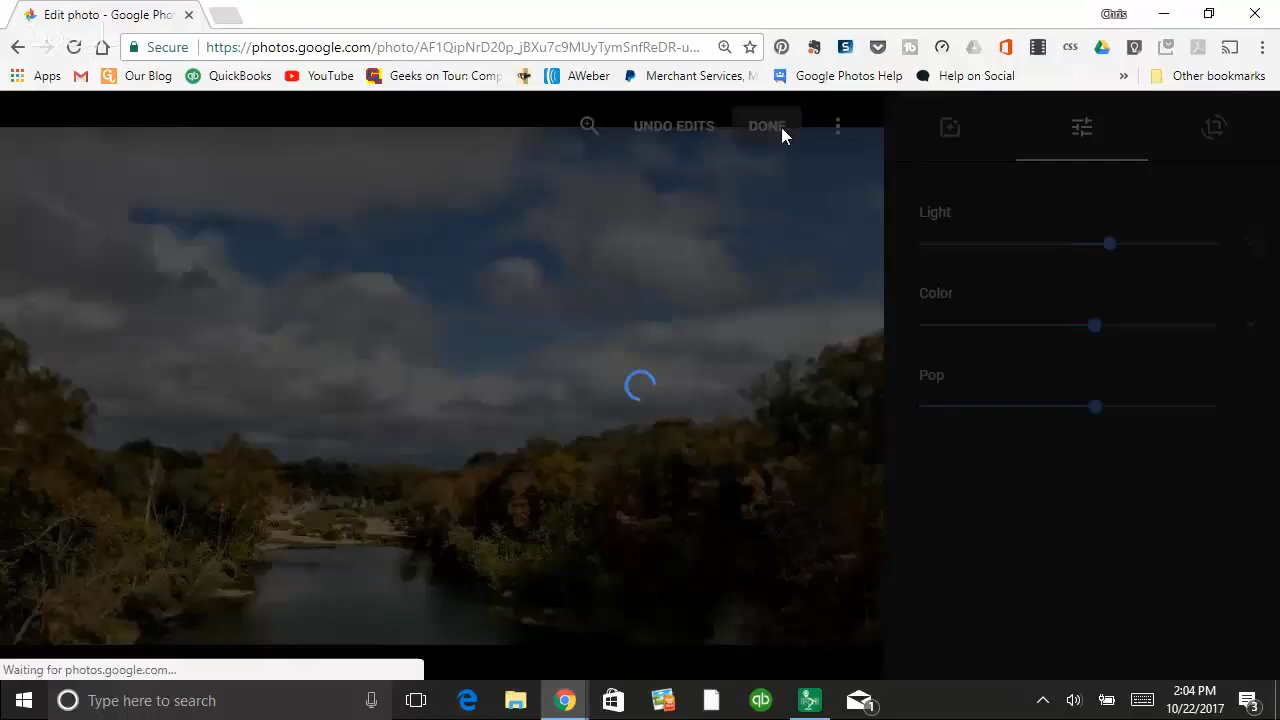 Edit photo - Google Pho
Chris
Secure
https://photos.google.com/photo/AF1QipNrD20p_jBXu7c9MUyTymSnfReDR-u...
Apps
Our Blog
QuickBooks
YouTube
Geeks on Tour: Comp
AWeber
Merchant Services, M
Google Photos Help
Help on Social
»
Other bookmarks
UNDO EDITS
DONE
Light
Color
Pop
Waiting for photos.google.com...
Type here to search
2:04 PM
10/22/2017